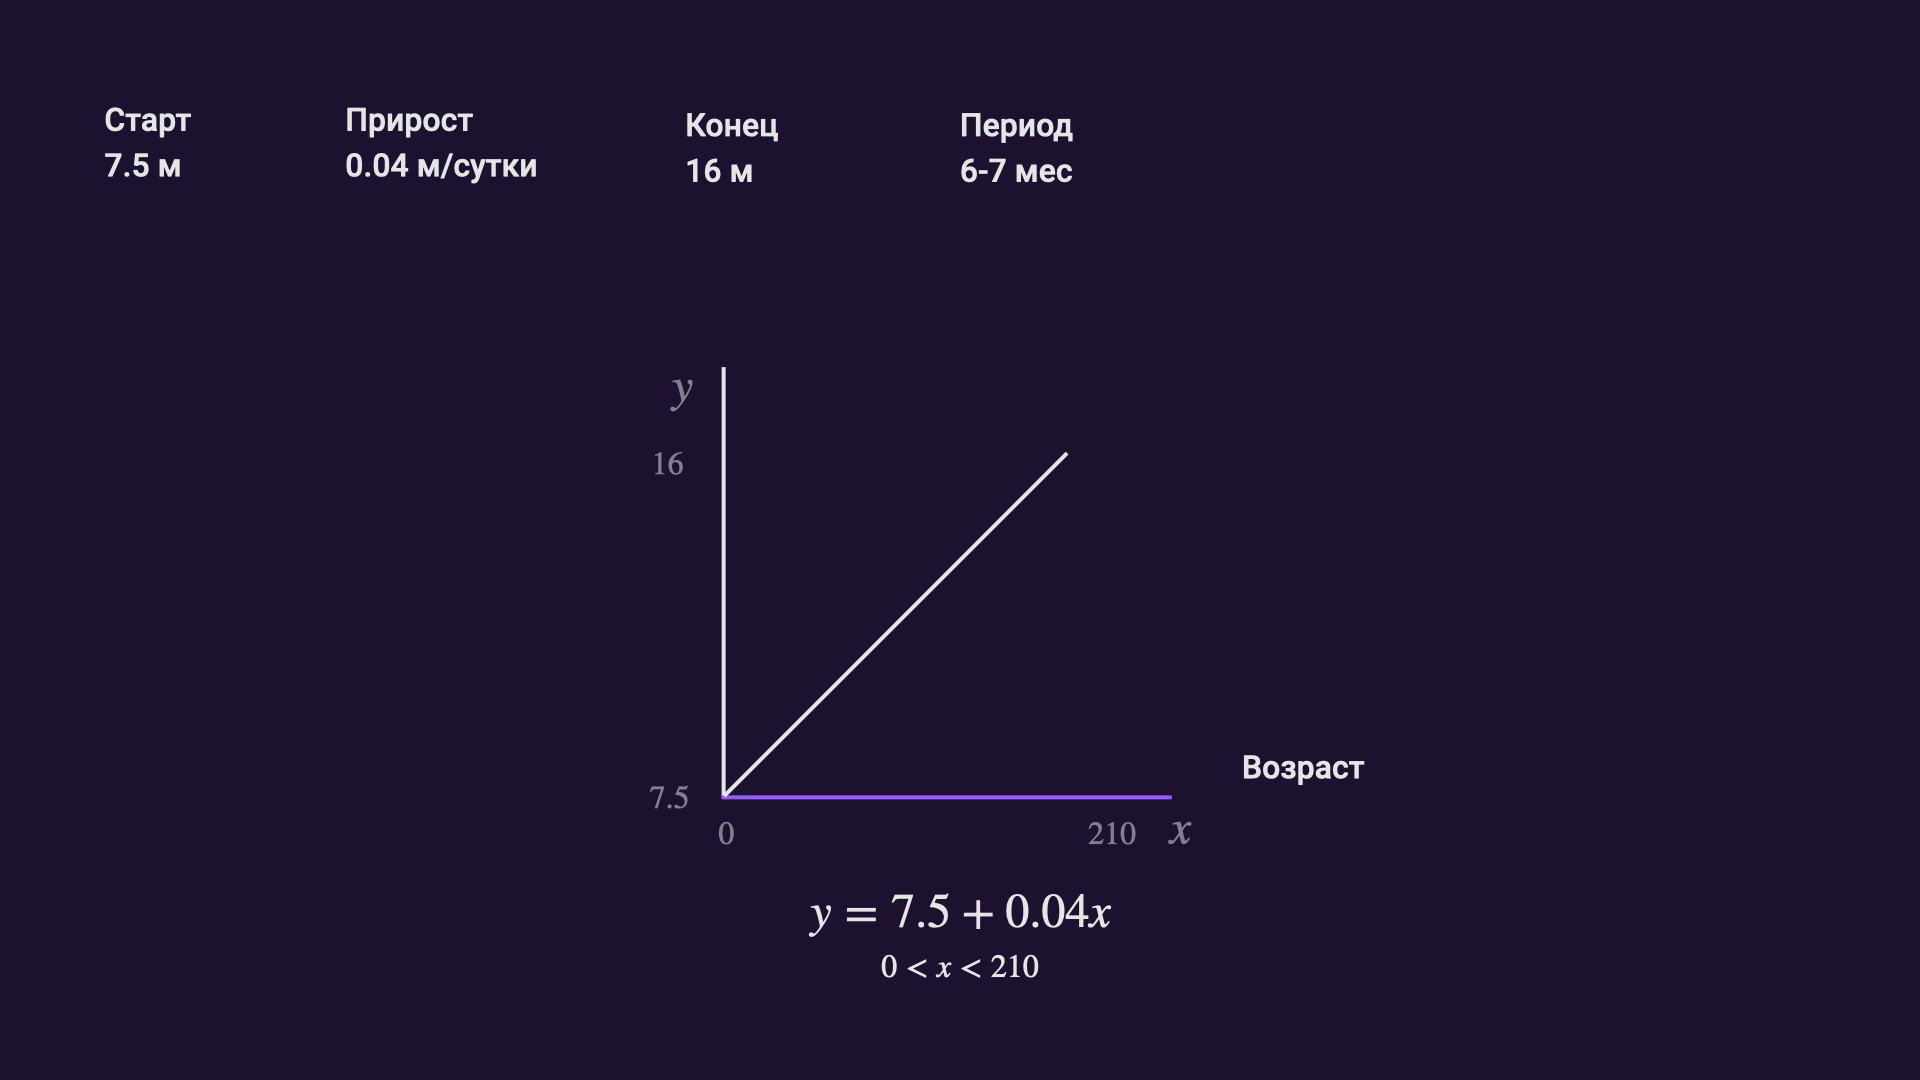 Старт
7.5 м
Прирост
0.04 м/сутки
Конец
16 м
Период
6-7 мес
y
16
7.5
0
210
x
Возраст
y = 7.5 + 0.04x
0 < x < 210